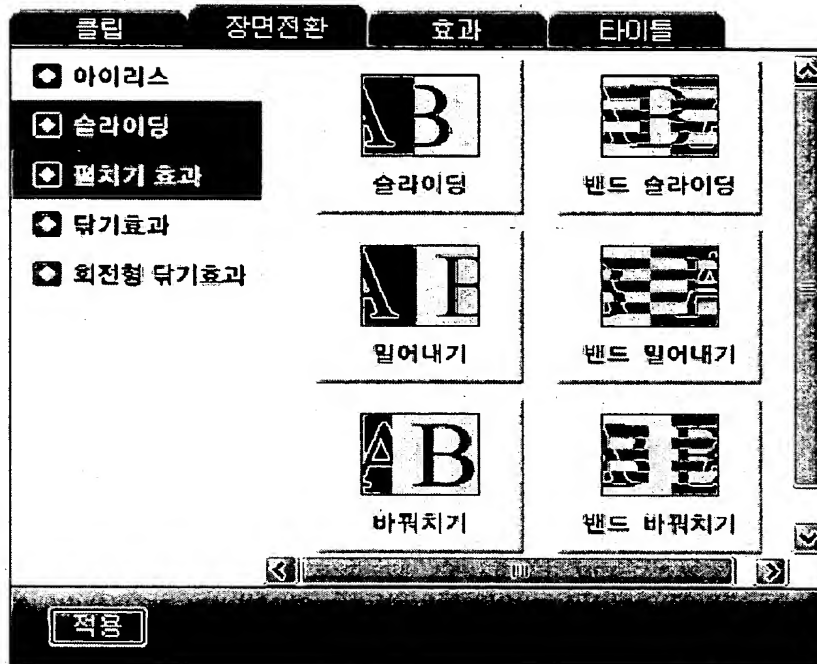 클립 장면전환 효과 타이틀
아이리스
슬라이딩
펼치기 효과
닦기효과
회전형 닦기효과
AB
슬라이딩
밴드 슬라이딩
A B
밀어내기
밴드 밀어내기
A B
바꿔치기
밴드 바꿔치기
적용